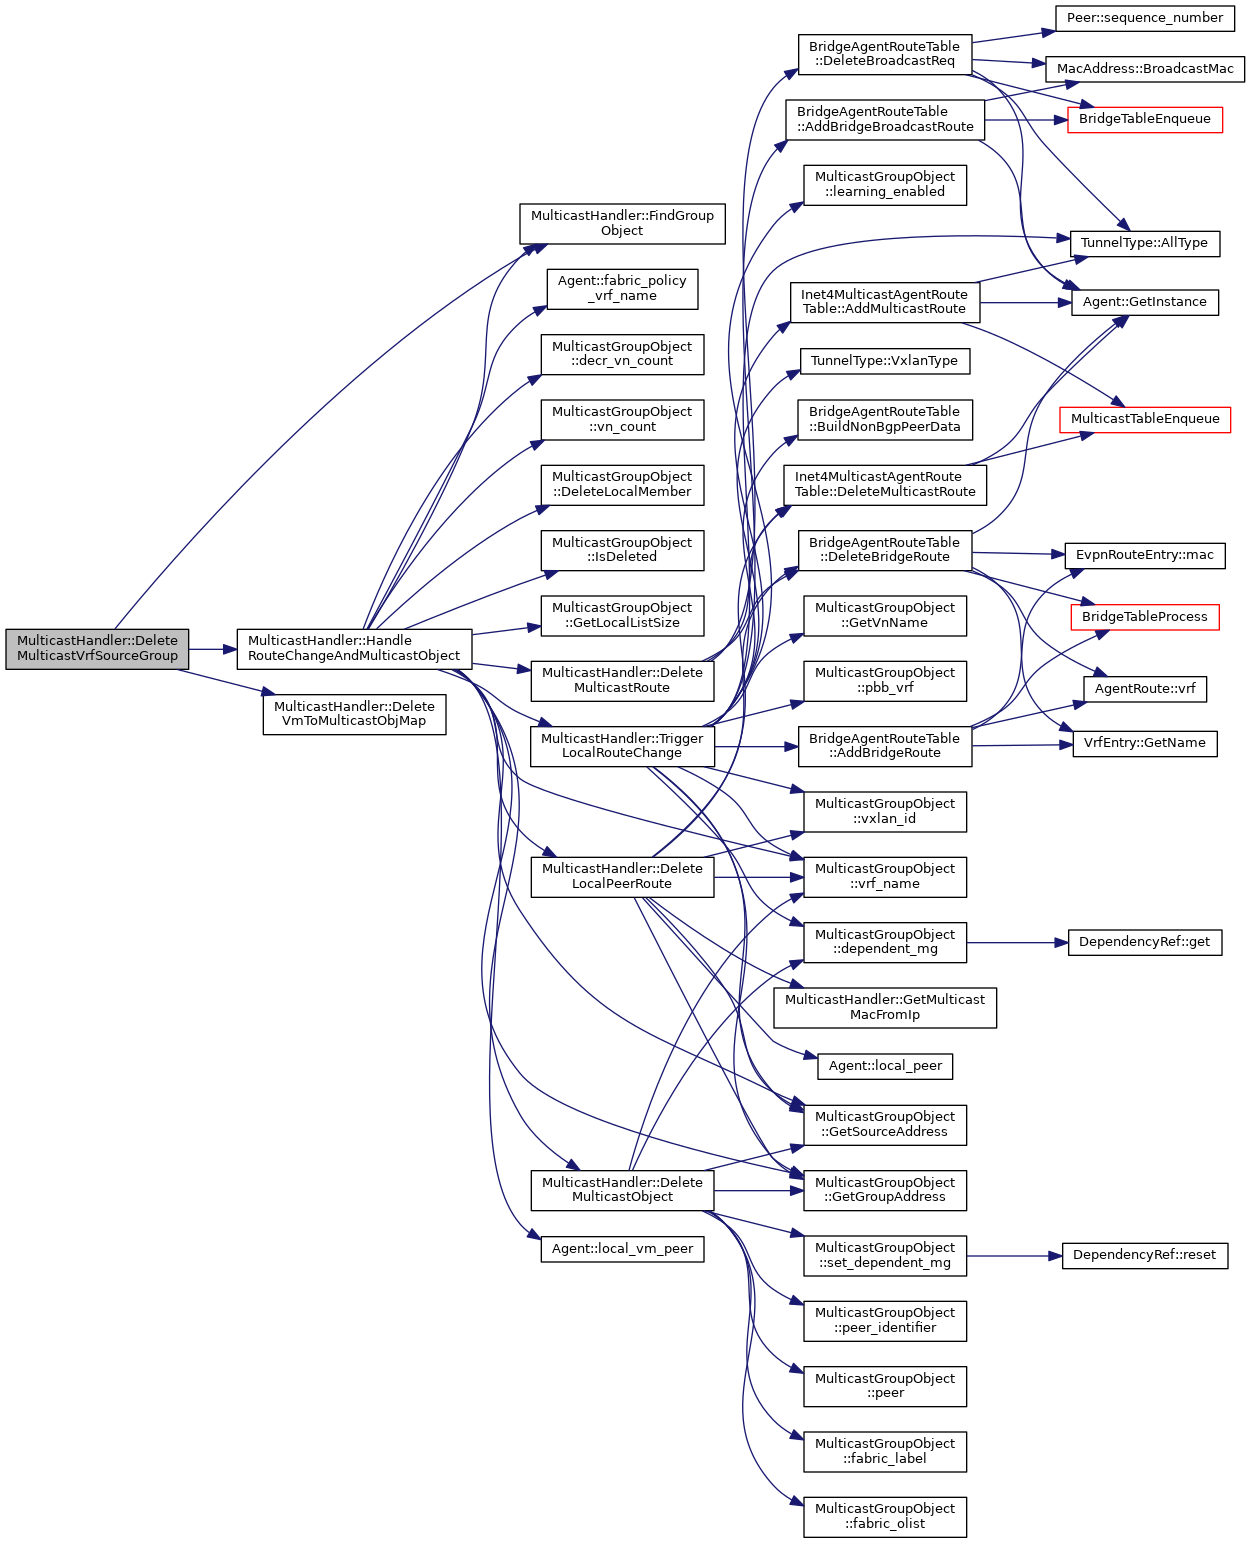 MulticastHandler::Delete
MulticastVrfSourceGroup
MulticastHandler::Handle
RouteChangeAndMulticastObject
MulticastHandler::Delete
VmToMulticastObjMap
MulticastHandler::FindGroup
Object
Agent::fabric_policy
_vrf_name
MulticastGroupObject
::decr_vn_count
MulticastGroupObject
::vn_count
MulticastGroupObject
::DeleteLocalMember
MulticastGroupObject
::IsDeleted
MulticastGroupObject
::GetLocalListSize
MulticastHandler::Delete
MulticastRoute
MulticastHandler::Trigger
LocalRouteChange
MulticastHandler::Delete
LocalPeerRoute
MulticastHandler::Delete
MulticastObject
Agent::local_vm_peer
BridgeAgentRouteTable
::DeleteBroadcastReq
BridgeAgentRouteTable
::AddBridgeBroadcastRoute
MulticastGroupObject
::learning_enabled
Inet4MulticastAgentRoute
Table::AddMulticastRoute
TunnelType::VxlanType
BridgeAgentRouteTable
::BuildNonBgpPeerData
Inet4MulticastAgentRoute
Table::DeleteMulticastRoute
BridgeAgentRouteTable
::DeleteBridgeRoute
MulticastGroupObject
::GetVnName
MulticastGroupObject
::pbb_vrf
BridgeAgentRouteTable
::AddBridgeRoute
MulticastGroupObject
::vxlan_id
MulticastGroupObject
::vrf_name
MulticastGroupObject
::dependent_mg
MulticastHandler::GetMulticast
MacFromIp
Agent::local_peer
MulticastGroupObject
::GetSourceAddress
MulticastGroupObject
::GetGroupAddress
MulticastGroupObject
::set_dependent_mg
MulticastGroupObject
::peer_identifier
MulticastGroupObject
::peer
MulticastGroupObject
::fabric_label
MulticastGroupObject
::fabric_olist
Peer::sequence_number
MacAddress::BroadcastMac
BridgeTableEnqueue
TunnelType::AllType
Agent::GetInstance
MulticastTableEnqueue
EvpnRouteEntry::mac
BridgeTableProcess
AgentRoute::vrf
VrfEntry::GetName
DependencyRef::get
DependencyRef::reset